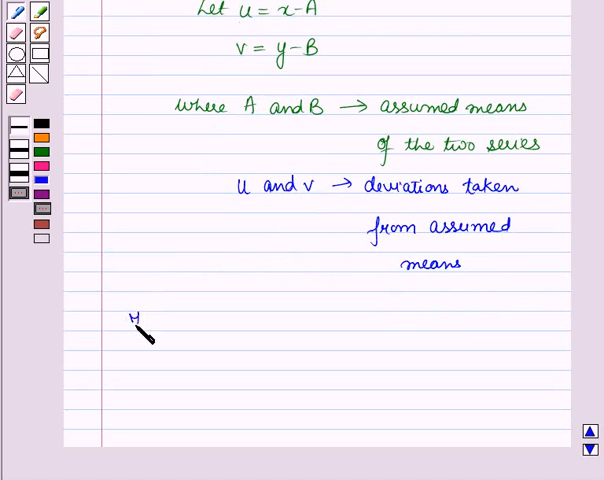 Let u = x-A
v = y-B
where A and B → assumed means
of the two series
u and v → deviations taken
from assumed
means